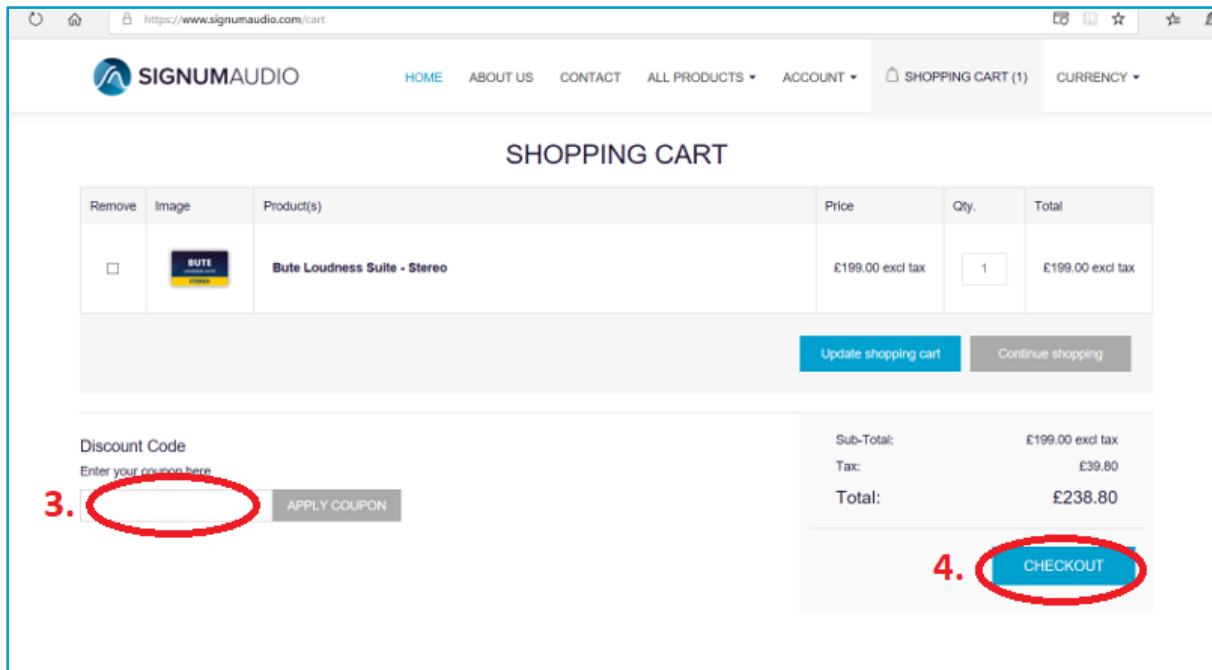 https://www.signumaudio.com/cart
SIGNUMAUDIO HOME ABOUT US CONTACT ALL PRODUCTS ACCOUNT SHOPPING CART (1) CURRENCY
SHOPPING CART
Remove Image Product(s) Price Qty. Total
BUTE
STEREO
Bute Loudness Suite - Stereo £199.00 excl tax 1 £199.00 excl tax
Update shopping cart Continue shopping
Discount Code
Enter your coupon here
3. APPLY COUPON
Sub-Total: £199.00 excl tax
Tax: £39.80
Total: £238.80
4. CHECKOUT